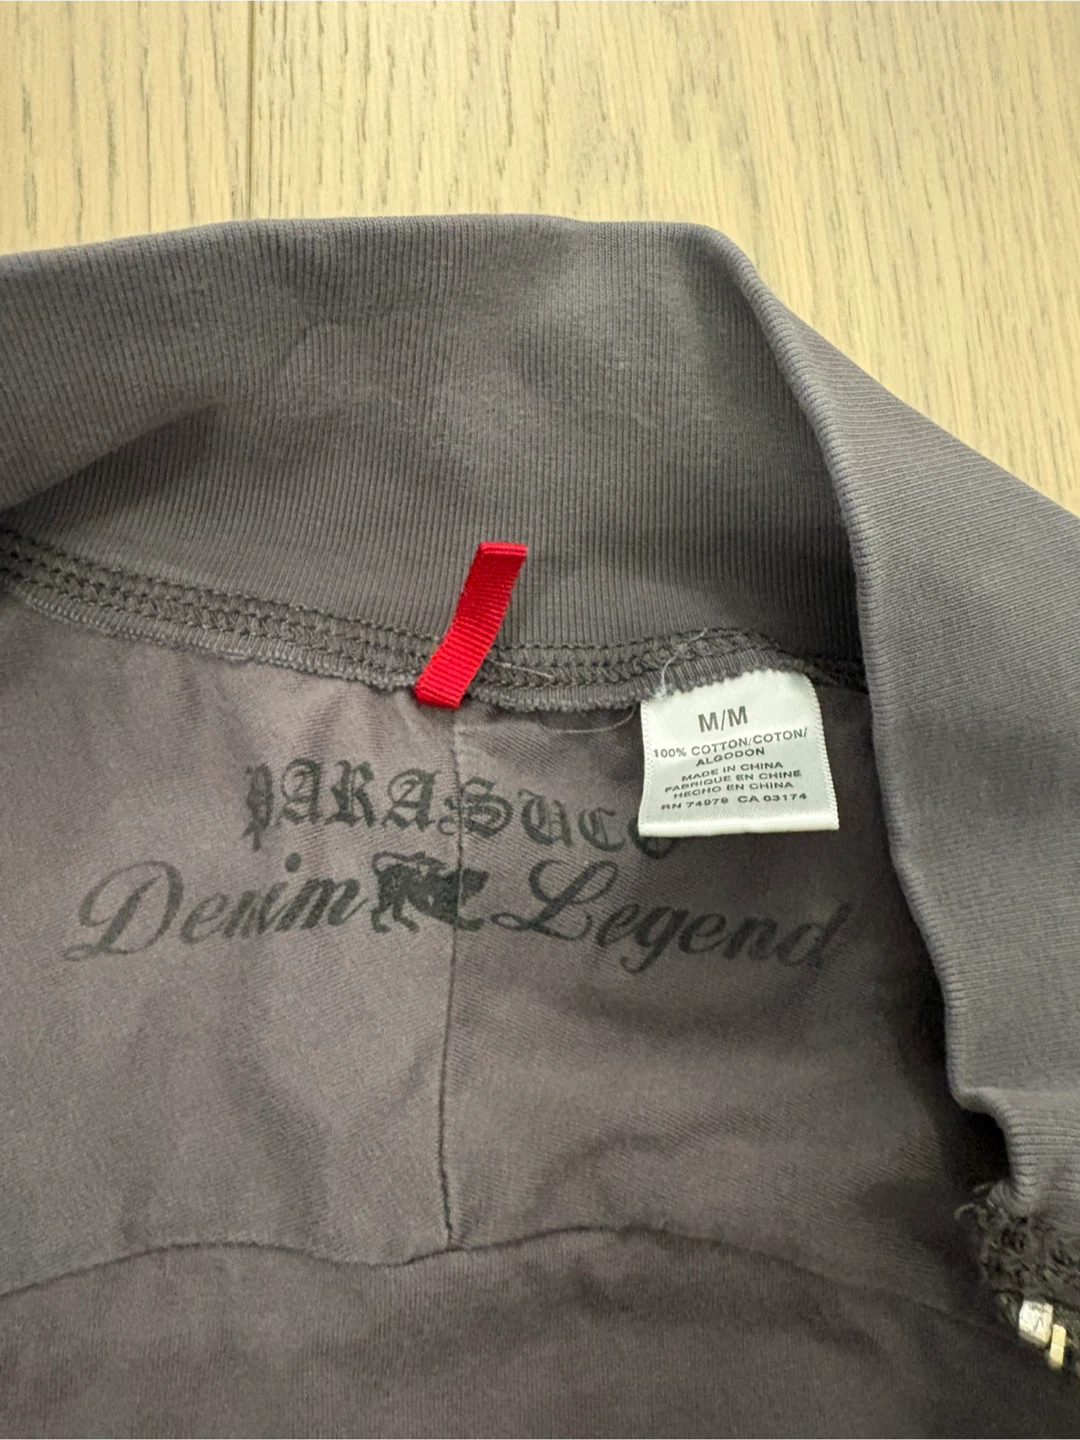 M/M
100% COTTON/COTON/
ALGODON
MADE IN CHINA
FABRIQUE EN CHINE
HECHO EN CHINA
RN 74979 CA 03174
PARASUCO
Denim Legend